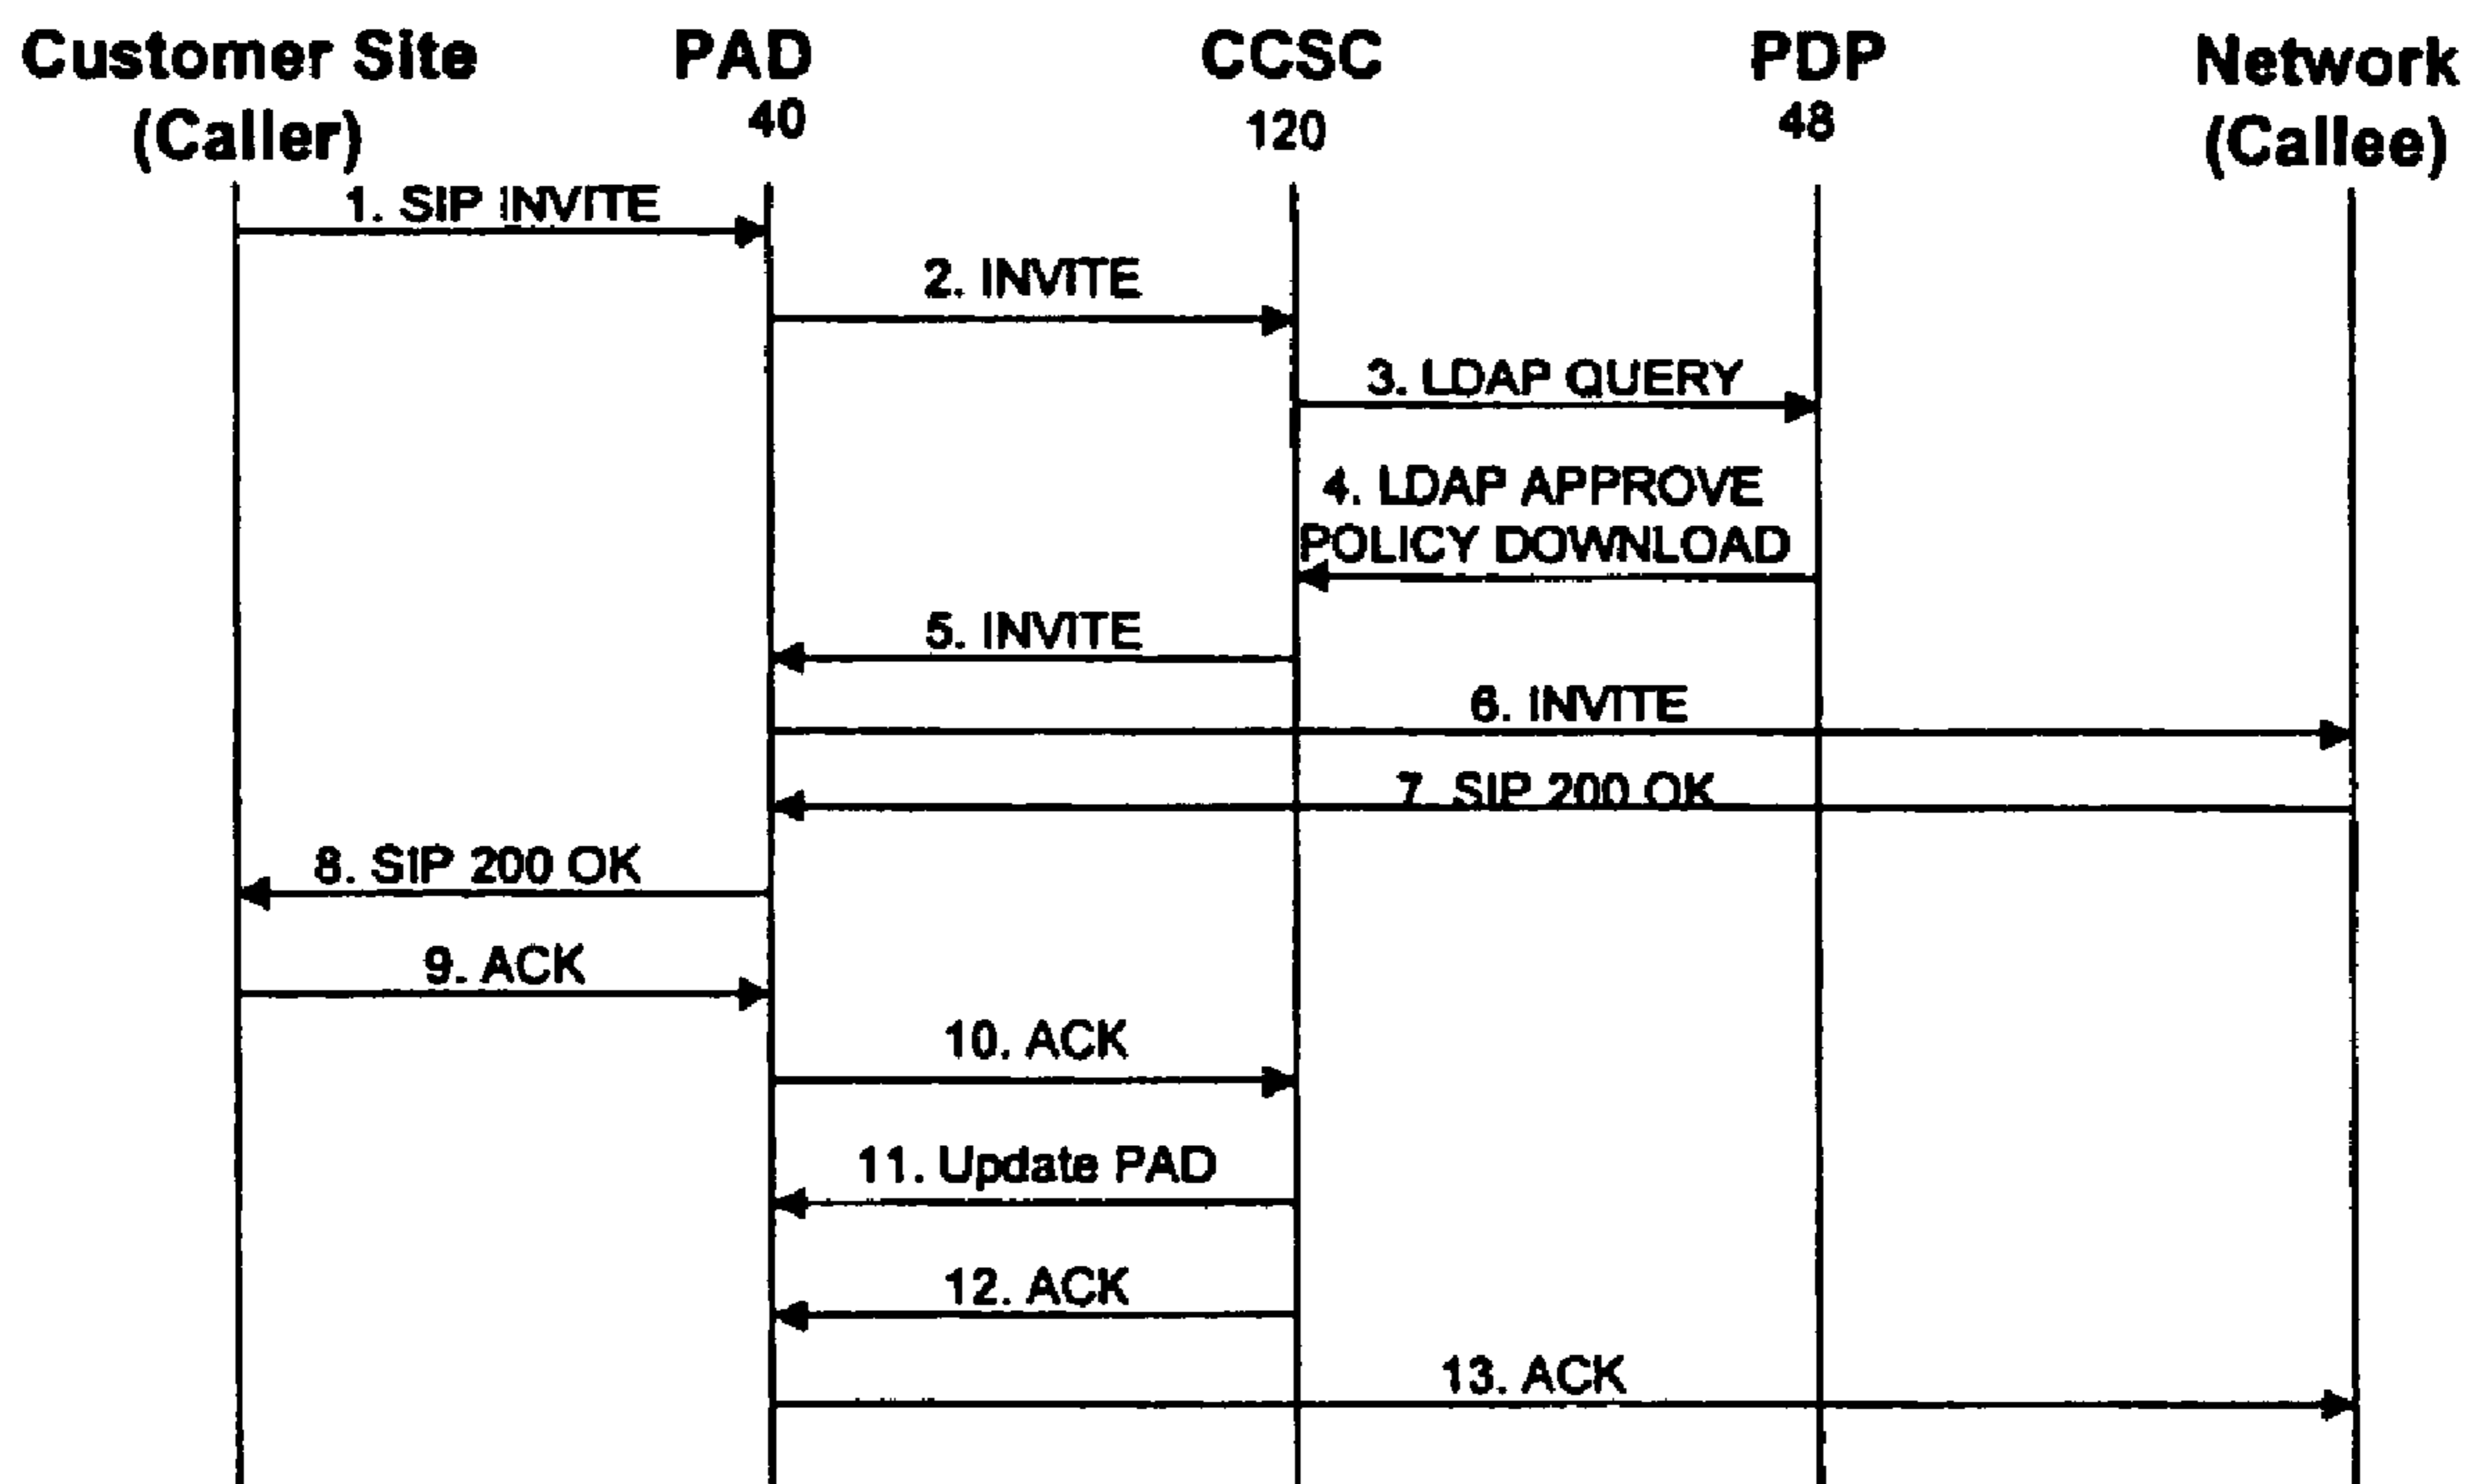 Customer Site PAD CCSC PDP Network
(Caller) 40 120 48 (Callee)
1. SIP INVITE
2. INVITE
3. LDAP QUERY
4. LDAP APPROVE
POLICY DOWNLOAD
5. INVITE
6. INVITE
7. SIP 200 OK
8. SIP 200 OK
9. ACK
10. ACK
11. Update PAD
12. ACK
13. ACK